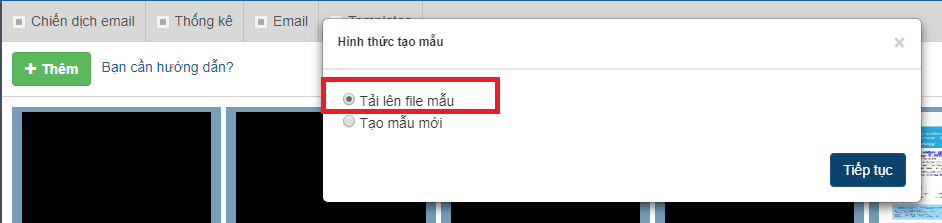 Chiến dịch email
Thống kê
Email
Templates
Hình thức tạo mẫu
×
+ Thêm
Bạn cần hướng dẫn?
Tải lên file mẫu
Tạo mẫu mới
Tiếp tục